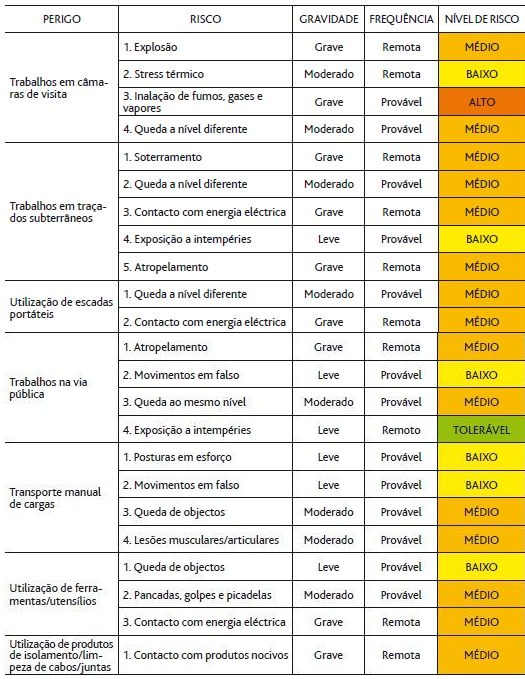 PERIGO RISCO GRAVIDADE FREQUÊNCIA NÍVEL DE RISCO
Trabalhos em câma-
ras de visita
1. Explosão Grave Remota MÉDIO
2. Stress térmico Moderado Remota BAIXO
3. Inalação de fumos, gases e
vapores Grave Provável ALTO
4. Queda a nível diferente Moderado Provável MÉDIO
Trabalhos em traça-
dos subterrâneos
1. Soterramento Grave Remota MÉDIO
2. Queda a nível diferente Moderado Provável MÉDIO
3. Contacto com energia eléctrica Grave Remota MÉDIO
4. Exposição a intempéries Leve Provável BAIXO
5. Atropelamento Grave Remota MÉDIO
Utilização de escadas
portáteis
1. Queda a nível diferente Moderado Provável MÉDIO
2. Contacto com energia eléctrica Grave Remota MÉDIO
Trabalhos na via
pública
1. Atropelamento Grave Remota MÉDIO
2. Movimentos em falso Leve Provável BAIXO
3. Queda ao mesmo nível Moderado Provável MÉDIO
4. Exposição a intempéries Leve Remoto TOLERÁVEL
Transporte manual
de cargas
1. Posturas em esforço Leve Provável BAIXO
2. Movimentos em falso Leve Provável BAIXO
3. Queda de objectos Moderado Provável MÉDIO
4. Lesões musculares/articulares Moderado Provável MÉDIO
Utilização de ferra-
mentas/utensílios
1. Queda de objectos Leve Provável BAIXO
2. Pancadas, golpes e picadelas Moderado Provável MÉDIO
3. Contacto com energia eléctrica Grave Remota MÉDIO
Utilização de produtos
de isolamento/lim-
peza de cabos/juntas
1. Contacto com produtos nocivos Grave Remota MÉDIO